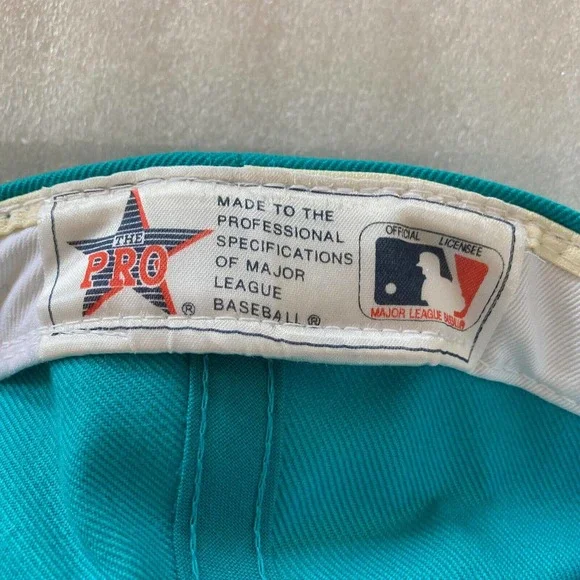 THE
PRO ®
MADE TO THE
PROFESSIONAL
SPECIFICATIONS
OF MAJOR
LEAGUE
BASEBALL ®
OFFICIAL LICENSEE
MAJOR LEAGUE BASEBALL